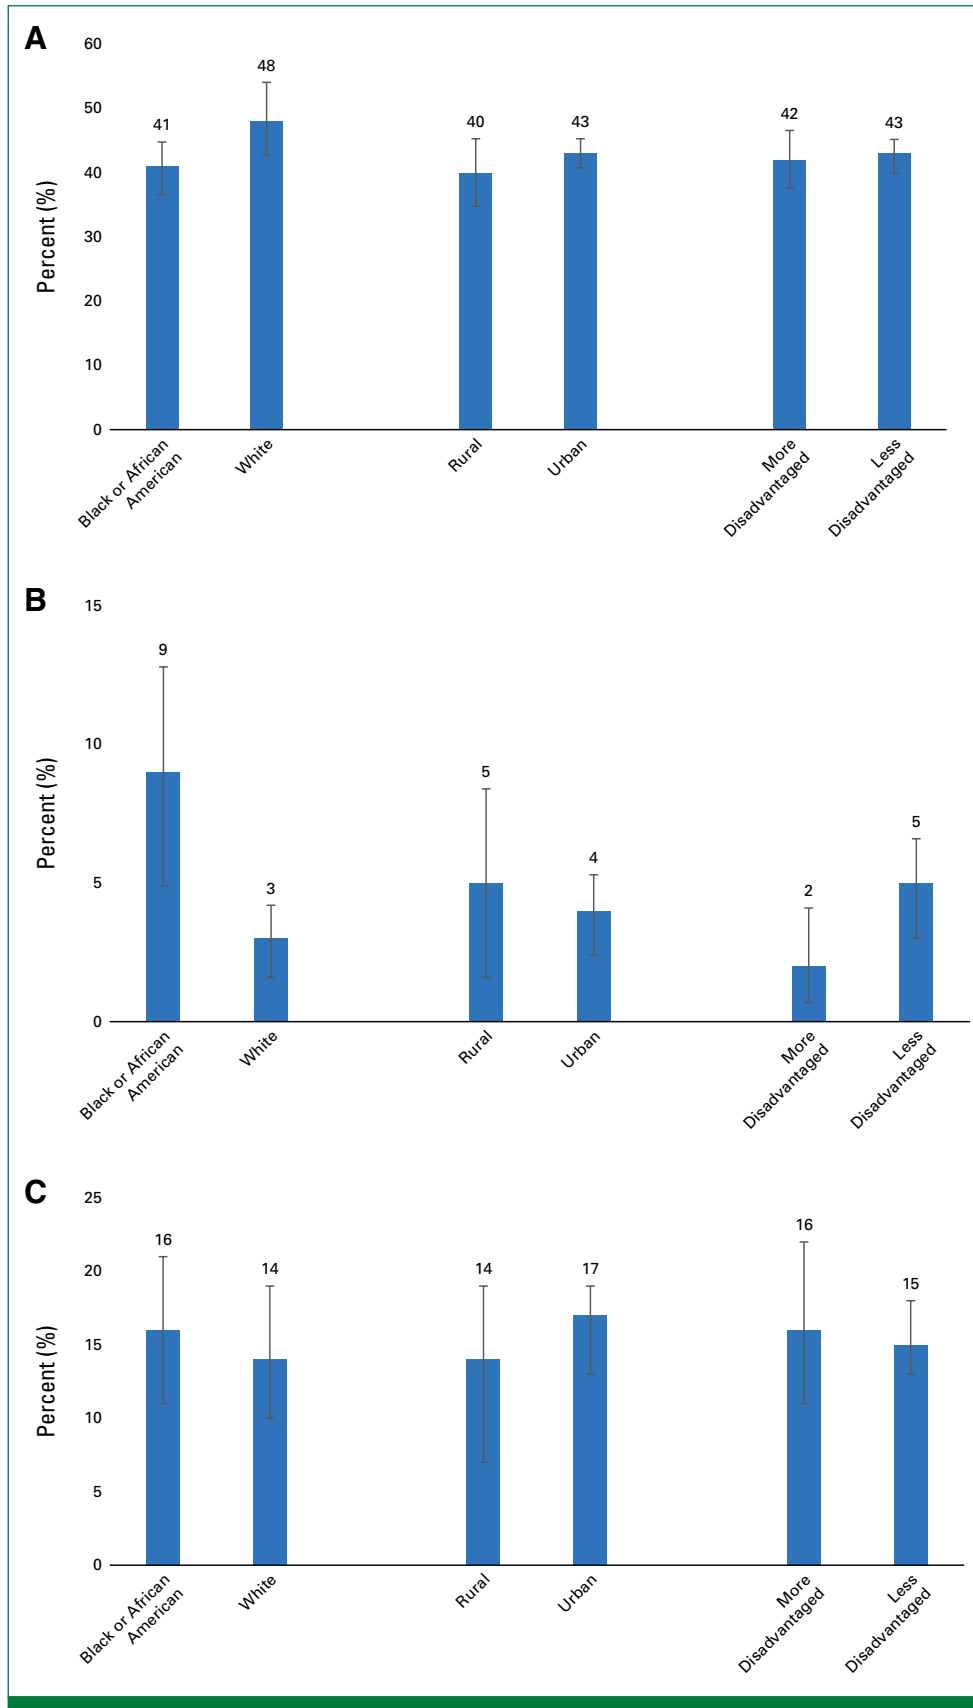 A
60
50
40
30
20
10
0
Percent (%)
41
48
40
43
42
43
Black or African
American
White
Rural
Urban
More
Disadvantaged
Less
Disadvantaged
B
15
10
5
0
Percent (%)
9
3
5
4
2
5
Black or African
American
White
Rural
Urban
More
Disadvantaged
Less
Disadvantaged
C
25
20
15
10
5
0
Percent (%)
16
14
14
17
16
15
Black or African
American
White
Rural
Urban
More
Disadvantaged
Less
Disadvantaged